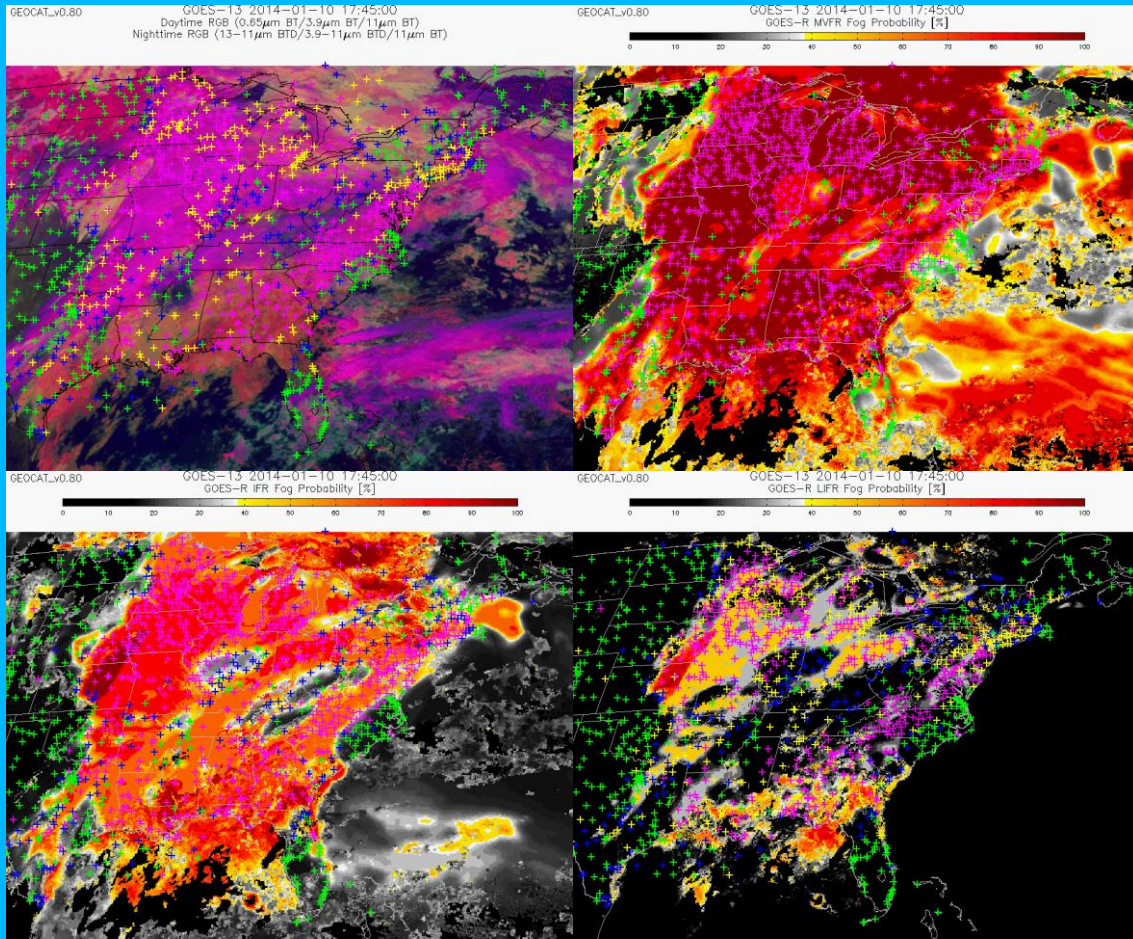 GEOCAT_v0.80
GOES-13 2014-01-10 17:45:00
Daytime RGB (0.65μm BT/3.9μm BT/11μm BT)
Nighttime RGB (13-11μm BTD/3.9-11μm BTD/11μm BT)
GEOCAT_v0.80
GOES-13 2014-01-10 17:45:00
GOES-R MVFR Fog Probability [%]
0 10 20 30 40 50 60 70 80 90 100
GEOCAT_v0.80
GOES-13 2014-01-10 17:45:00
GOES-R IFR Fog Probability [%]
0 10 20 30 40 50 60 70 80 90 100
GEOCAT_v0.80
GOES-13 2014-01-10 17:45:00
GOES-R LIFR Fog Probability [%]
0 10 20 30 40 50 60 70 80 90 100